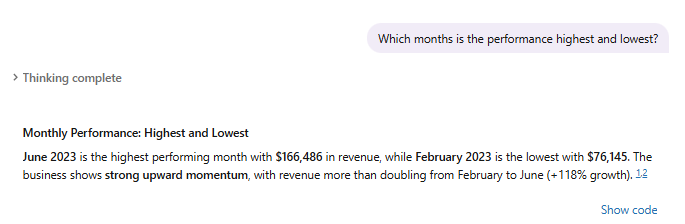 Which months is the performance highest and lowest?
Thinking complete
Monthly Performance: Highest and Lowest
June 2023 is the highest performing month with $166,486 in revenue, while February 2023 is the lowest with $76,145. The
business shows strong upward momentum, with revenue more than doubling from February to June (+118% growth). 1,2
Show code